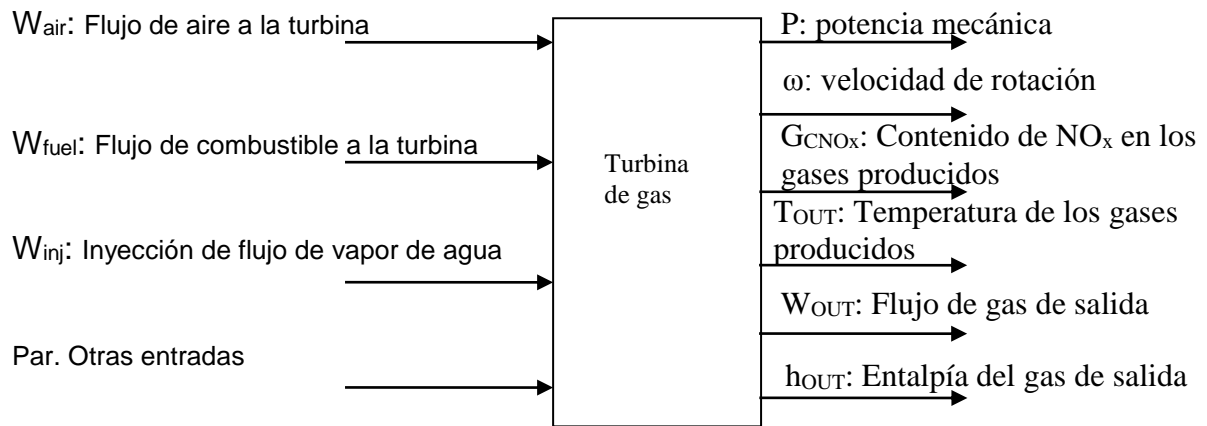 Wair: Flujo de aire a la turbina
Wfuel: Flujo de combustible a la turbina
Winj: Inyección de flujo de vapor de agua
Par. Otras entradas
Turbina
de gas
P: potencia mecánica
ω: velocidad de rotación
GCNOx: Contenido de NOx en los
gases producidos
TOUT: Temperatura de los gases
producidos
WOUT: Flujo de gas de salida
hOUT: Entalpía del gas de salida